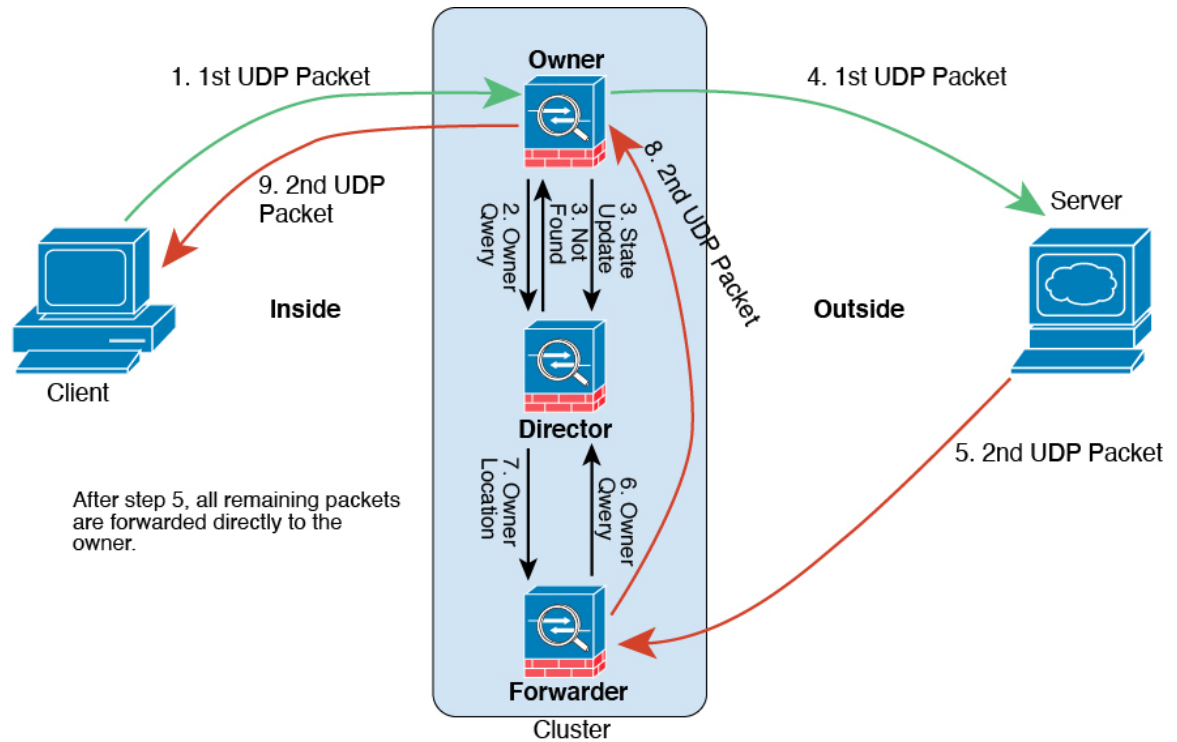 Owner
1. 1st UDP Packet
4. 1st UDP Packet
9. 2nd UDP
Packet
2. Owner
Qwery
3. Not
Found
3. State
Update
8. 2nd UDP Packet
Server
Inside
Outside
Client
Director
5. 2nd UDP Packet
7. Owner
Location
6. Owner
Qwery
After step 5, all remaining packets
are forwarded directly to the
owner.
Forwarder
Cluster